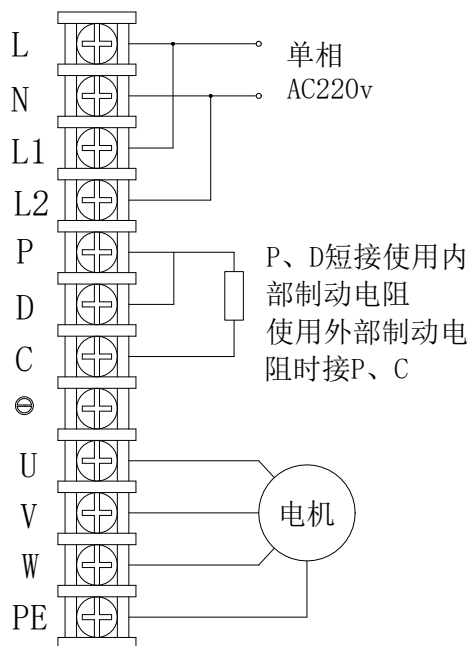 L
N
L1
L2
P
D
C
⊖
U
V
W
PE
单相
AC220v
P、D短接使用内
部制动电阻
使用外部制动电
阻时接P、C
电机